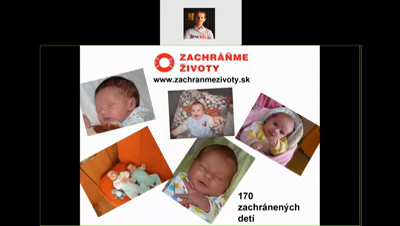 ZACHRÁŇME
ŽIVOTY
www.zachranmezivoty.sk
170
zachránených
detí